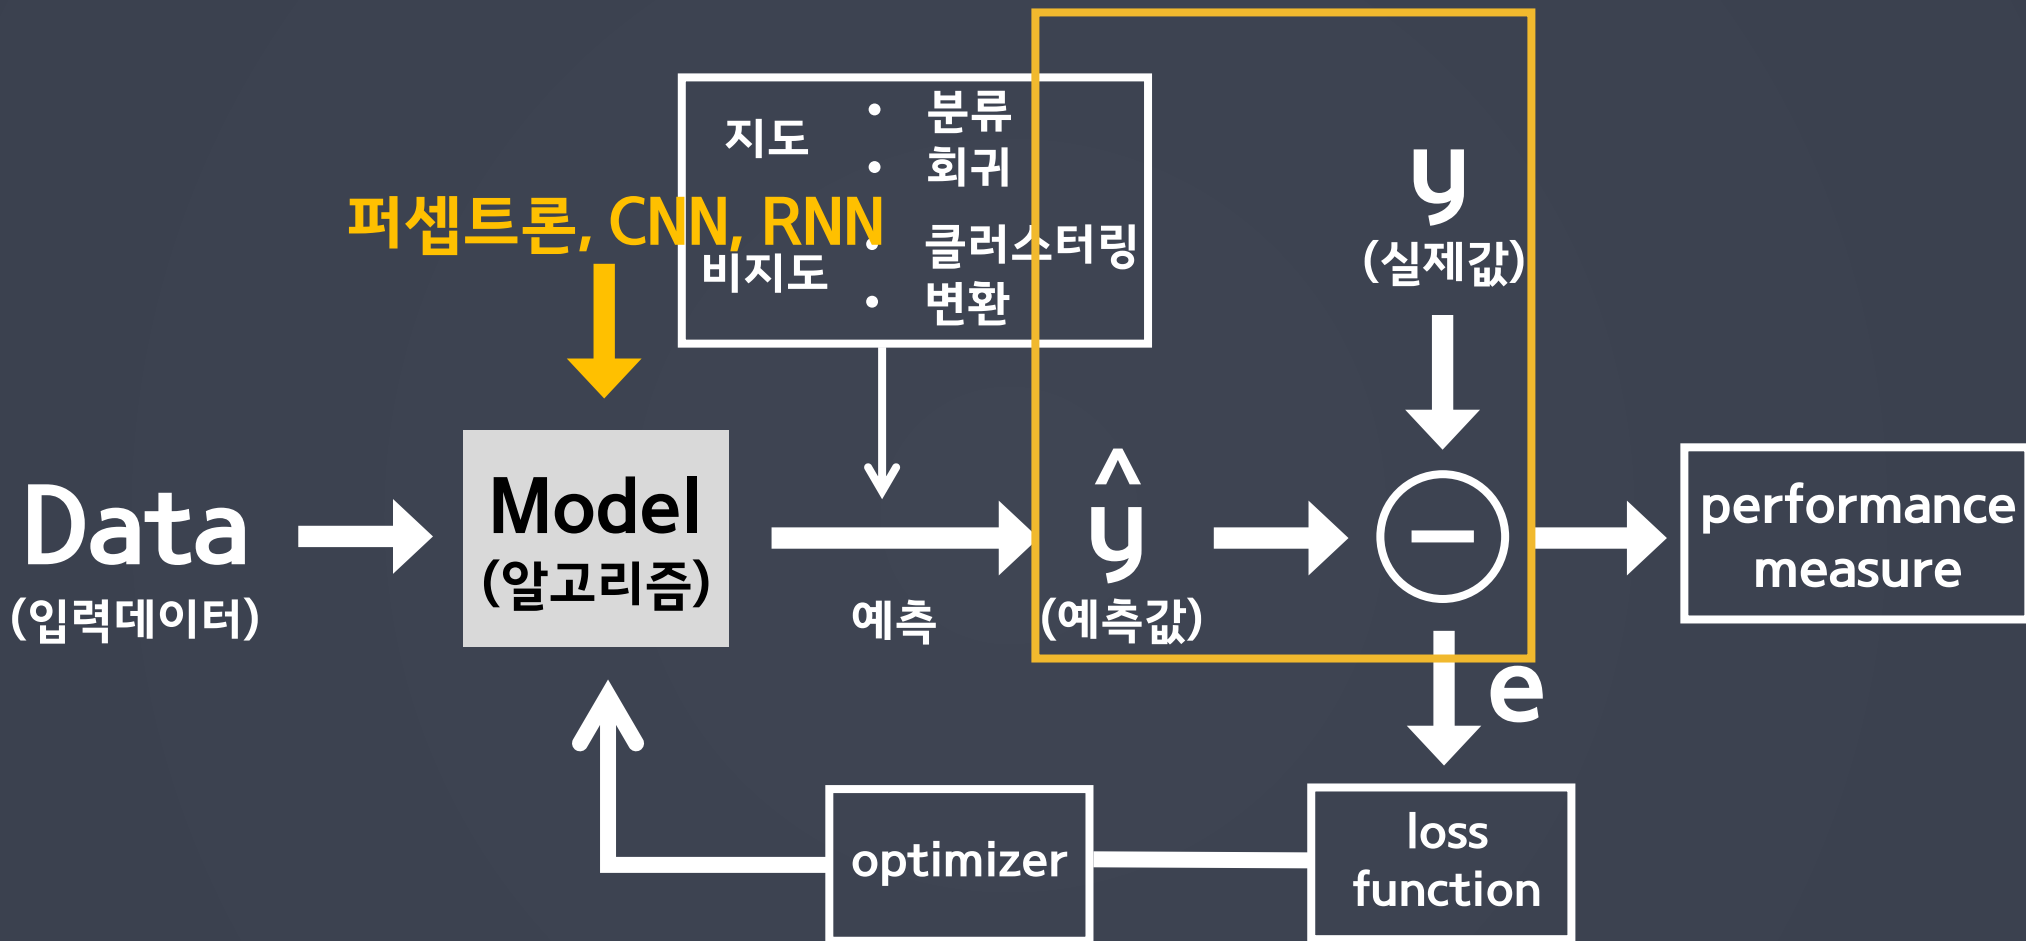 지도
• 분류
• 회귀
퍼셉트론, CNN, RNN
비지도
• 클러스터링
• 변환
y
(실제값)
Data
(입력데이터)
Model
(알고리즘)
예측
ŷ
(예측값)
−
performance
measure
e
optimizer
loss
function